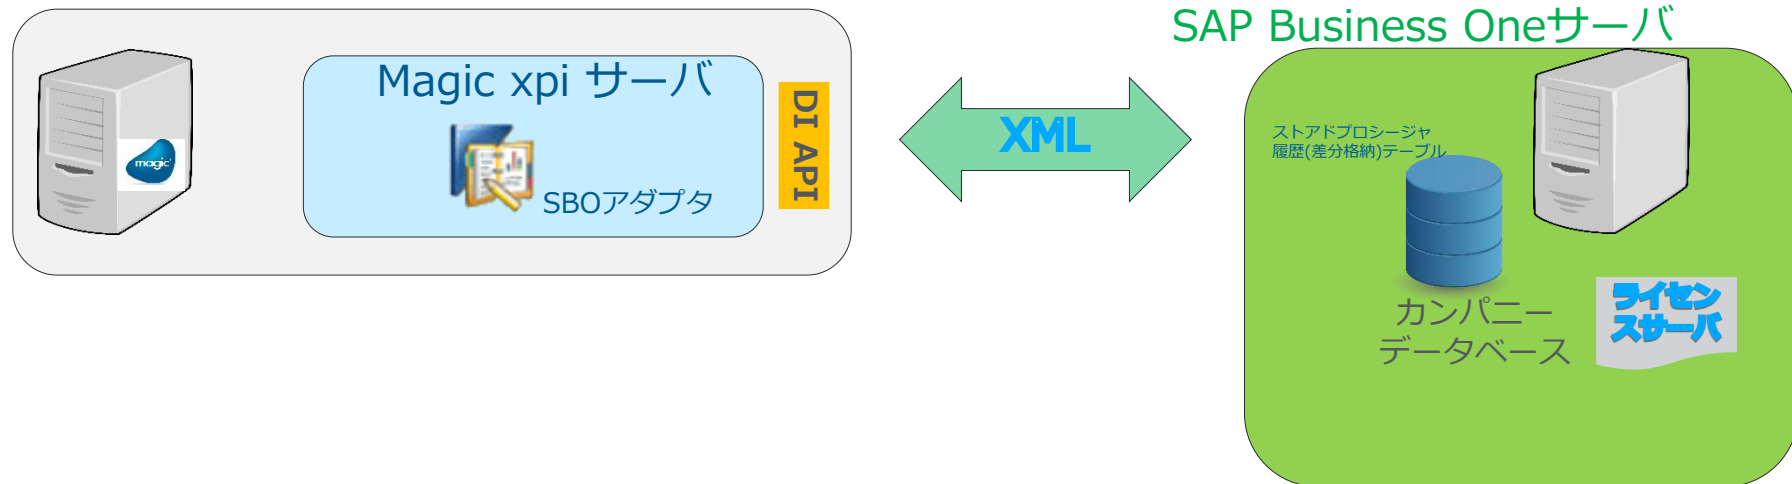 SAP Business Oneサーバ
Magic xpi サーバ
magic
SBOアダプタ
DI API
XML
ストアドプロシージャ
履歴(差分格納)テーブル
カンパニー
データベース
ライセン
スサーバ